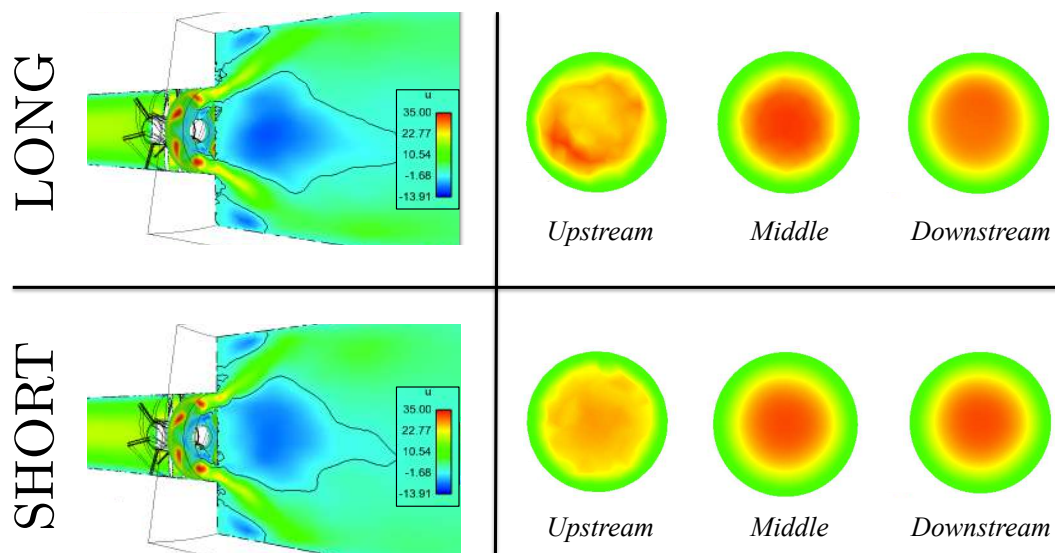 LONG
u
35.00
22.77
10.54
-1.68
-13.91
Upstream Middle Downstream
SHORT
u
35.00
22.77
10.54
-1.68
-13.91
Upstream Middle Downstream